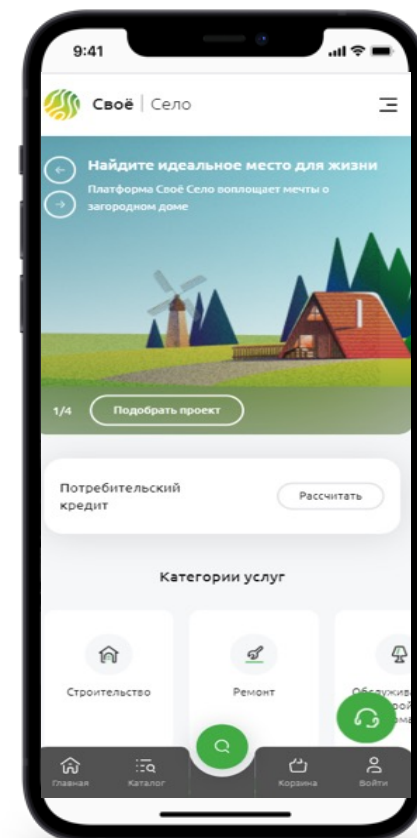 9:41
Своё | Село
Найдите идеальное место для жизни
Платформа Своё Село воплощает мечты о
загородном доме
1/4
Подобрать проект
Потребительский
кредит
Рассчитать
Категории услуг
Строительство
Ремонт
Главная
Каталог
Корзина
Войти